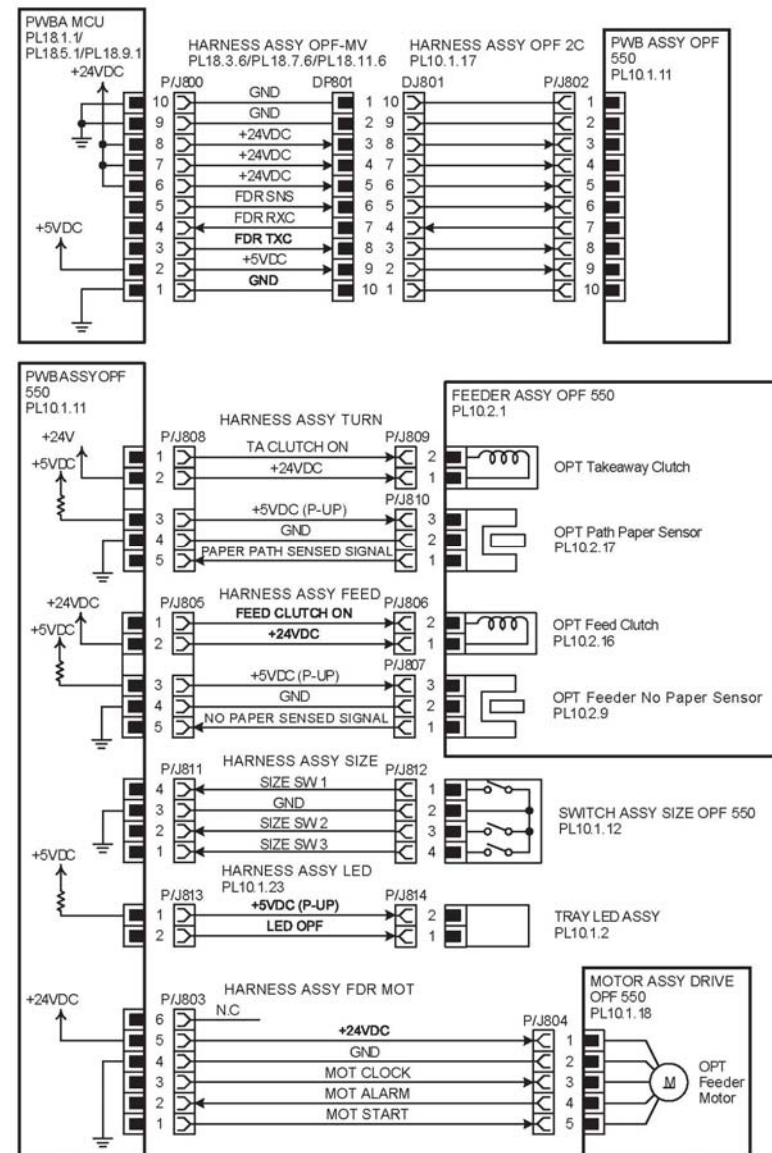 PWBA MCU
PL18.1.1/
PL18.5.1/PL18.9.1
+24VDC
HARNESS ASSY OPF-MV
PL18.3.6/PL18.7.6/PL18.11.6
HARNESS ASSY OPF 2C
PL10.1.17
PWB ASSY OPF
550
PL10.1.11
P/J800 DP801 DJ801 P/J802
10 GND 1 10 1
9 GND 2 9 2
8 +24VDC 3 8 3
7 +24VDC 4 7 4
6 +24VDC 5 6 5
5 FDR SNS 6 5 6
+5VDC
4 FDR RXC 7 4 7
3 FDR TXC 8 3 8
2 +5VDC 9 2 9
1 GND 10 1 10
PWBASSYOPF
550
PL10.1.11
FEEDER ASSY OPF 550
PL10.2.1
HARNESS ASSY TURN
+24V
+5VDC
P/J808 P/J809
1 TA CLUTCH ON 2
2 +24VDC 1
OPT Takeaway Clutch
P/J810
3 +5VDC (P-UP) 3
4 GND 2
5 PAPER PATH SENSED SIGNAL 1
OPT Path Paper Sensor
PL10.2.17
HARNESS ASSY FEED
+24VDC
+5VDC
P/J805 P/J806
1 FEED CLUTCH ON 2
2 +24VDC 1
OPT Feed Clutch
PL10.2.16
P/J807
3 +5VDC (P-UP) 3
4 GND 2
5 NO PAPER SENSED SIGNAL 1
OPT Feeder No Paper Sensor
PL10.2.9
HARNESS ASSY SIZE
P/J811 P/J812
4 SIZE SW 1 1
3 GND 2
2 SIZE SW 2 3
1 SIZE SW 3 4
SWITCH ASSY SIZE OPF 550
PL10.1.12
+5VDC
HARNESS ASSY LED
PL10.1.23
P/J813 P/J814
1 +5VDC (P-UP) 2
2 LED OPF 1
TRAY LED ASSY
PL10.1.2
HARNESS ASSY FDR MOT
MOTOR ASSY DRIVE
OPF 550
PL10.1.18
+24VDC
P/J803 P/J804
6 N.C
5 +24VDC 1
4 GND 2
3 MOT CLOCK 3
2 MOT ALARM 4
1 MOT START 5
M
OPT
Feeder
Motor